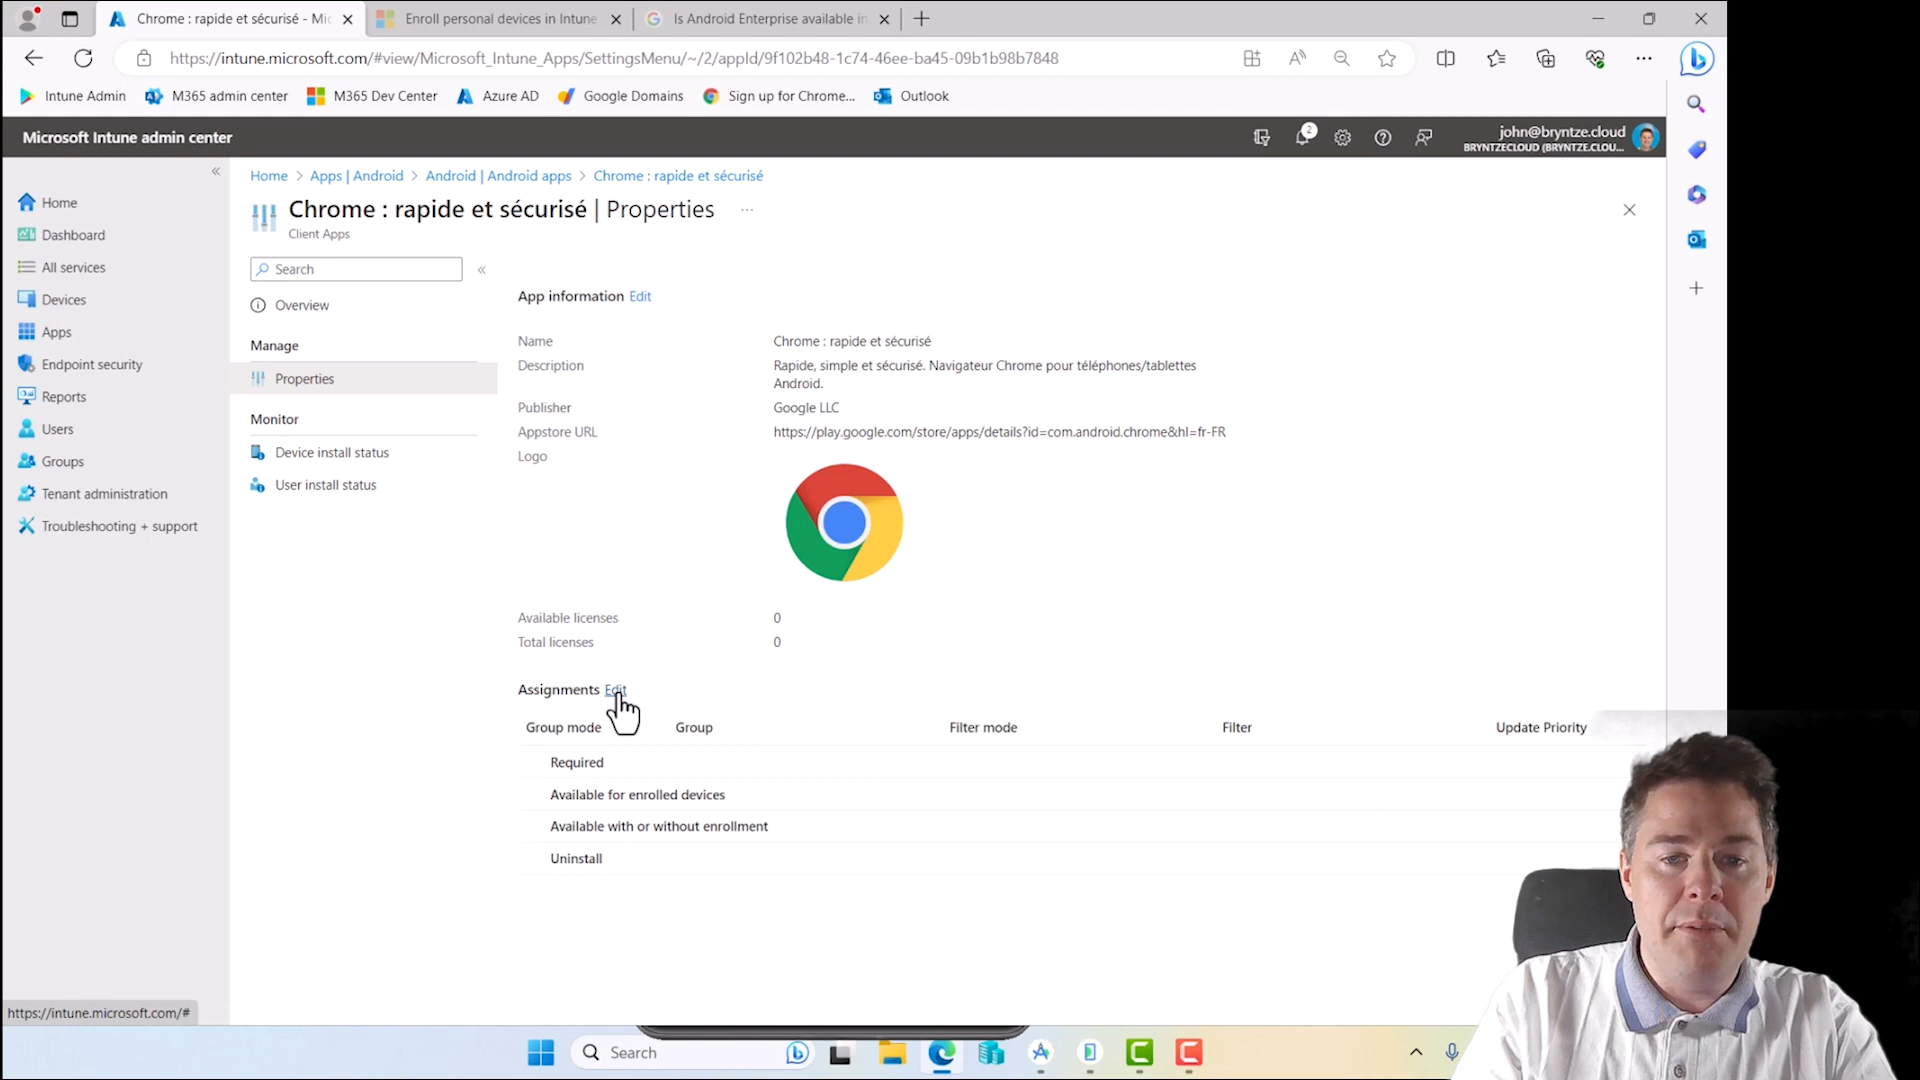 Chrome : rapide et sécurisé - Mic
Enroll personal devices in Intune
Is Android Enterprise available in
https://intune.microsoft.com/#view/Microsoft_Intune_Apps/SettingsMenu/~/2/appId/9f102b48-1c74-46ee-ba45-09b1b98b7848
Intune Admin
M365 admin center
M365 Dev Center
Azure AD
Google Domains
Sign up for Chrome...
Outlook
Microsoft Intune admin center
2
john@bryntze.cloud
BRYNTZECLOUD (BRYNTZE.CLOU...
Home
Dashboard
All services
Devices
Apps
Endpoint security
Reports
Users
Groups
Tenant administration
Troubleshooting + support
Home > Apps | Android > Android | Android apps > Chrome : rapide et sécurisé
Chrome : rapide et sécurisé | Properties ...
Client Apps
Search
Overview
Manage
Properties
Monitor
Device install status
User install status
App information Edit
Name Chrome : rapide et sécurisé
Description Rapide, simple et sécurisé. Navigateur Chrome pour téléphones/tablettes
Android.
Publisher Google LLC
Appstore URL https://play.google.com/store/apps/details?id=com.android.chrome&hl=fr-FR
Logo
Available licenses 0
Total licenses 0
Assignments Edit
Group mode Group Filter mode Filter Update Priority
Required
Available for enrolled devices
Available with or without enrollment
Uninstall
https://intune.microsoft.com/#
Search